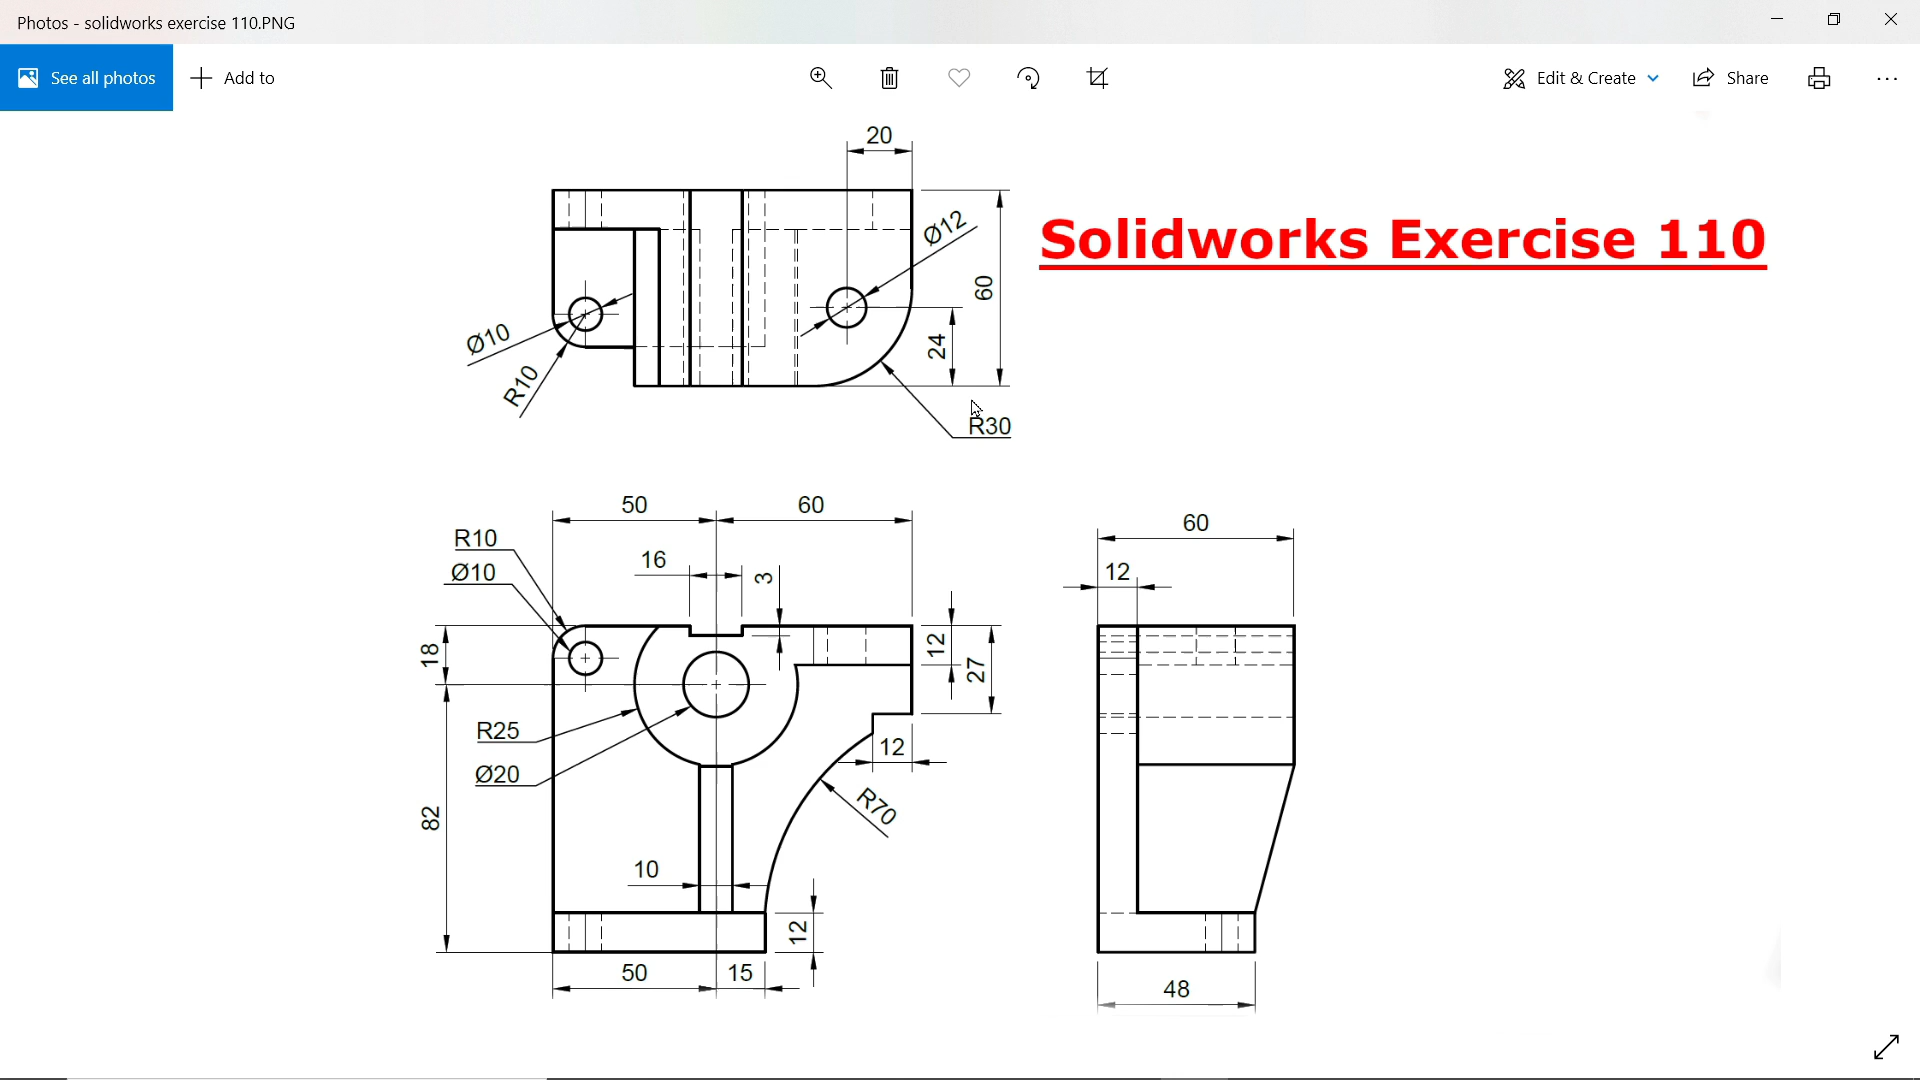 Photos - solidworks exercise 110.PNG
See all photos
Add to
Edit & Create
Share
20
Solidworks Exercise 110
Ø12
60
Ø10
24
R10
R30
50
60
60
R10
16
3
12
Ø10
18
12
27
R25
12
Ø20
R70
82
10
12
50
15
48